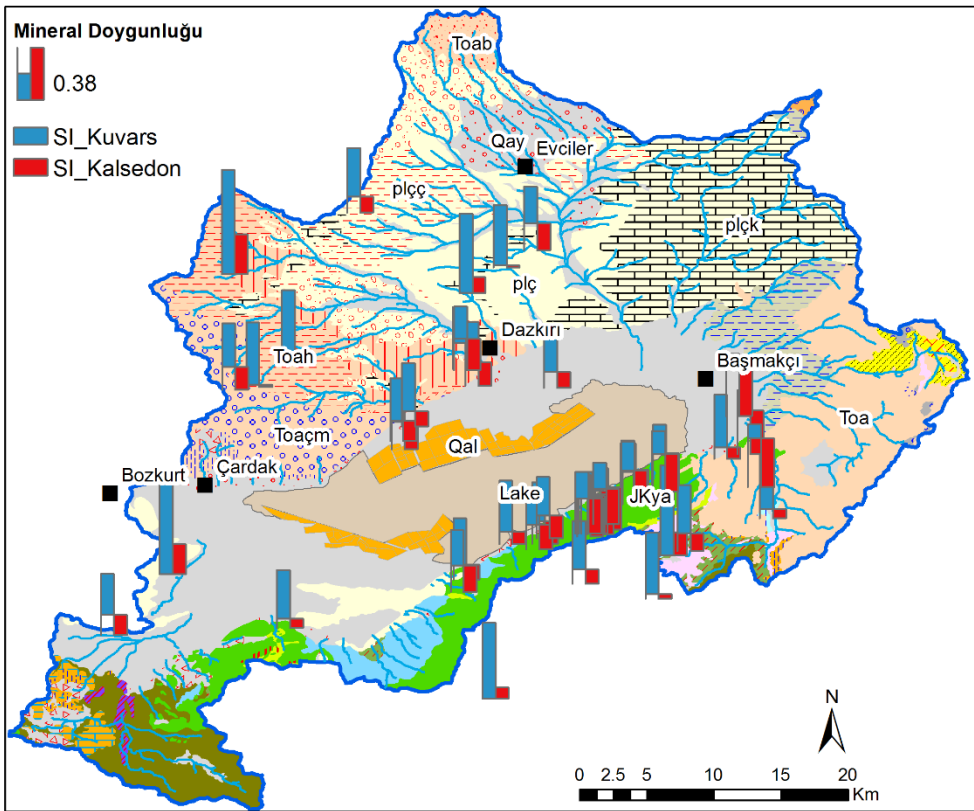 Mineral Doygunluğu
0.38
SI_Kuvars
SI_Kalsedon
Toab
Qay
Evciler
plçç
plçk
plç
Dazkırı
Toah
Başmakçı
Toa
Toaçm
Qal
Bozkurt
Çardak
Lake
JKya
N
0 2.5 5 10 15 20
Km